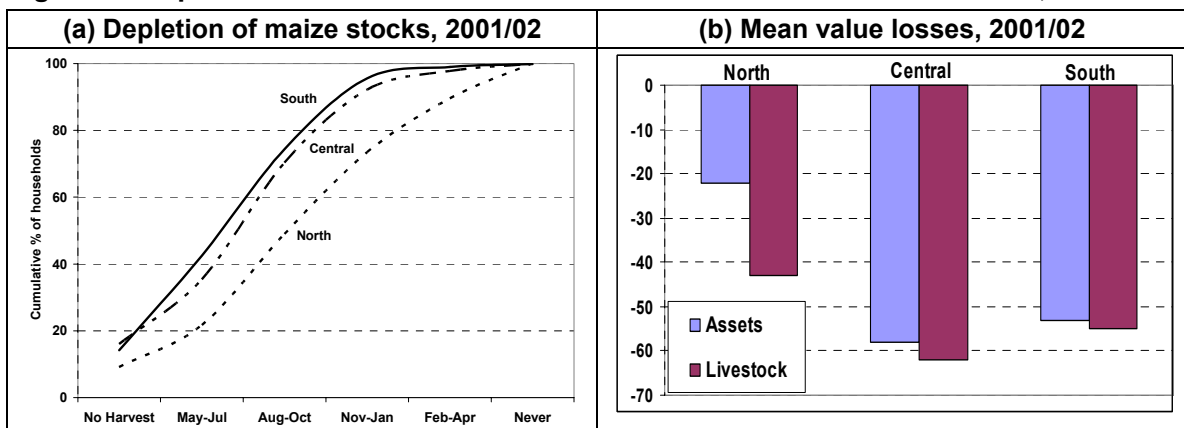 (a) Depletion of maize stocks, 2001/02
100
80
60
40
20
0
Cumulative % of households
South
Central
North
No Harvest May-Jul Aug-Oct Nov-Jan Feb-Apr Never
(b) Mean value losses, 2001/02
North Central South
0
-10
-20
-30
-40
-50
-60
-70
Assets
Livestock